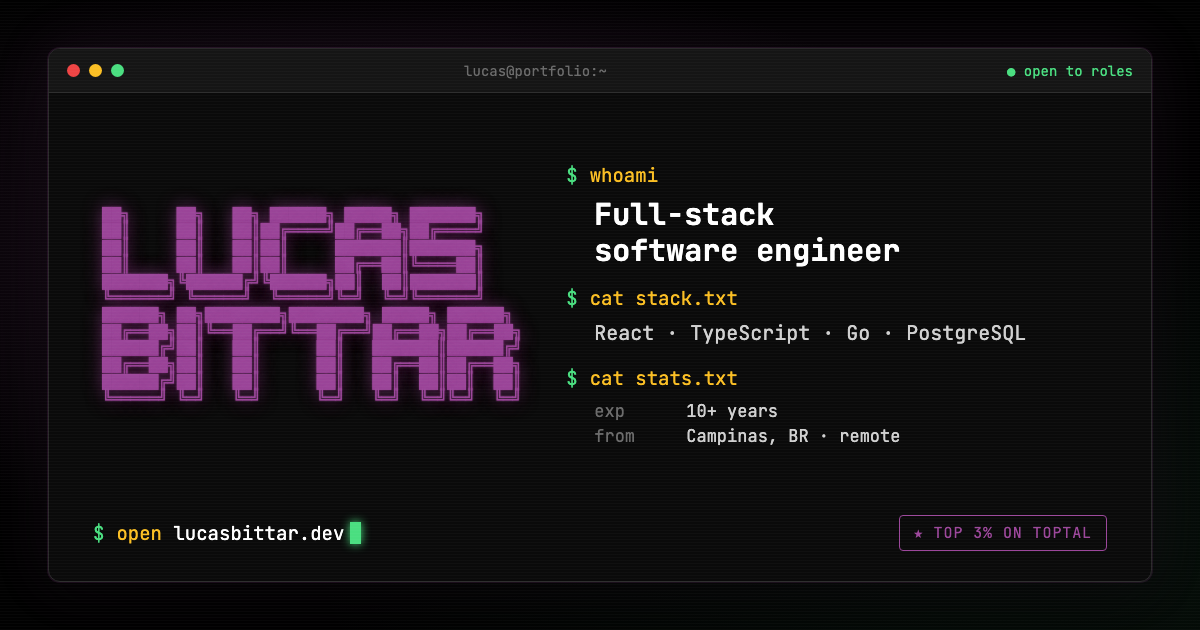 lucas@portfolio:~
● open to roles
LUCAS
BITTAR
$ whoami
Full-stack
software engineer
$ cat stack.txt
React · TypeScript · Go · PostgreSQL
$ cat stats.txt
exp 10+ years
from Campinas, BR · remote
$ open lucasbittar.dev
★ TOP 3% ON TOPTAL